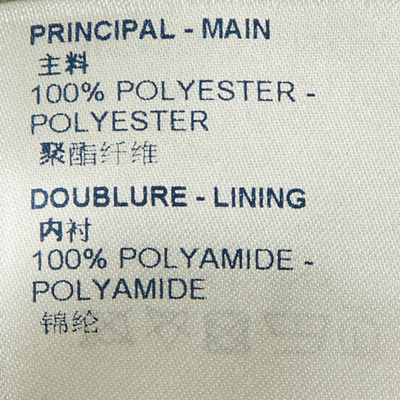 PRINCIPAL - MAIN
主料
100% POLYESTER -
POLYESTER
聚酯纤维
DOUBLURE - LINING
内衬
100% POLYAMIDE -
POLYAMIDE
锦纶